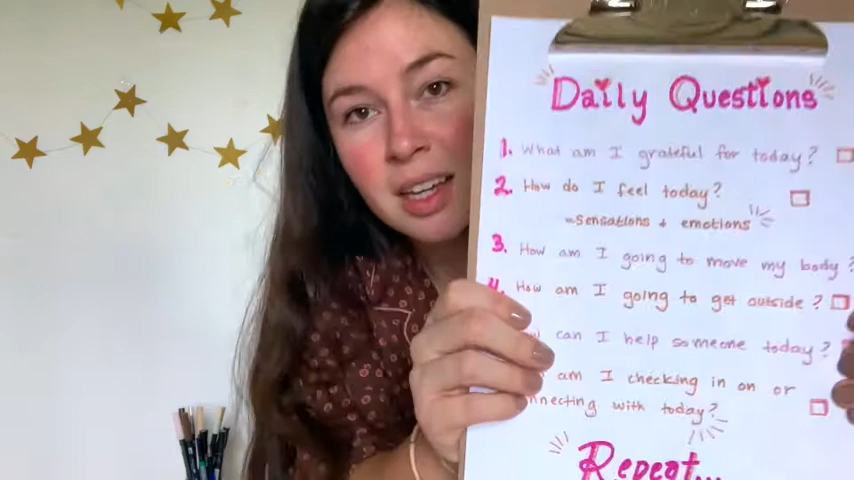 Daily Questions
1. What am I grateful for today?
2. How do I feel today?
=sensations + emotions
3. How am I going to move my body?
4. How am I going to get outside?
can I help someone today?
am I checking in on or
with today?
Repeat...